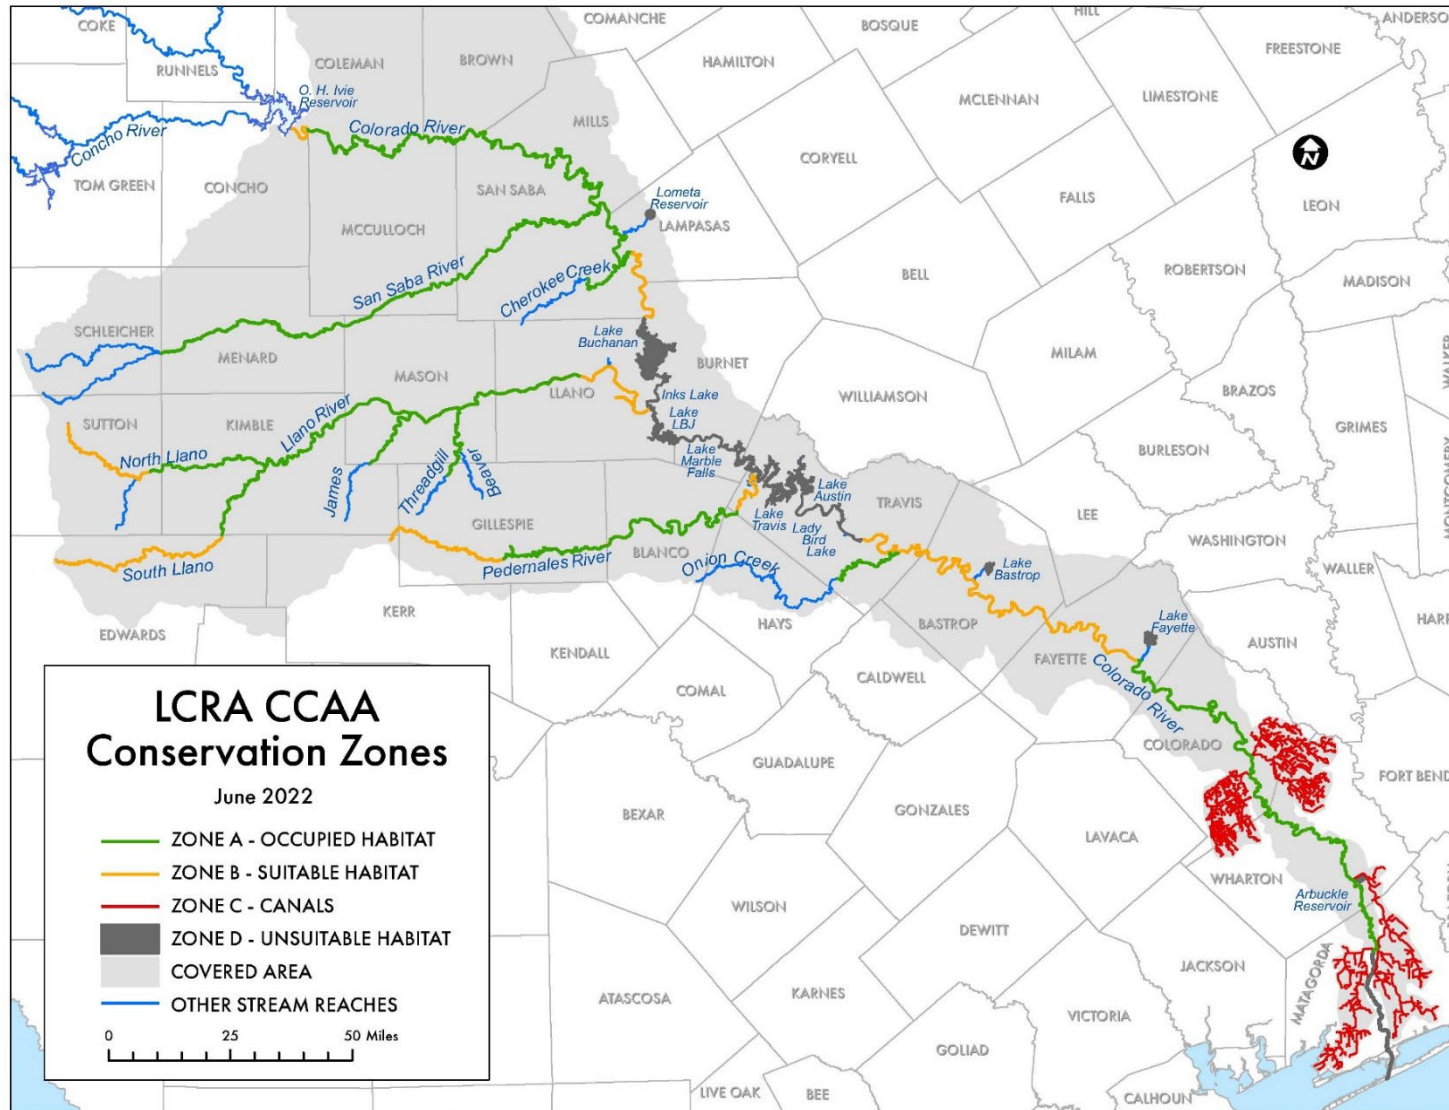 COKE
COMANCHE
BOSQUE
HILL
ANDERSO
RUNNELS
COLEMAN
BROWN
HAMILTON
FREESTONE
O. H. Ivie
Reservoir
MCLENNAN
LIMESTONE
Concho River
Colorado River
MILLS
CORYELL
N
TOM GREEN
CONCHO
SAN SABA
Lometa
Reservoir
FALLS
LEON
MCCULLOCH
LAMPASAS
BELL
ROBERTSON
MADISON
San Saba River
Cherokee Creek
SCHLEICHER
MENARD
Lake
Buchanan
BURNET
MILAM
WALKER
MASON
LLANO
Inks Lake
WILLIAMSON
BRAZOS
SUTTON
KIMBLE
Llano River
Lake
LBJ
GRIMES
BURLESON
North Llano
Lake
Marble
Falls
James
Threadgill
Beaver
Lake
Austin
TRAVIS
LEE
MONTGOMERY
GILLESPIE
Lake
Travis
Lady
Bird
Lake
WASHINGTON
South Llano
Pedernales River
BLANCO
Onion Creek
Lake
Bastrop
WALLER
KERR
HAYS
BASTROP
Lake
Fayette
AUSTIN
HARR
EDWARDS
KENDALL
FAYETTE
Colorado
River
CALDWELL
COMAL
COLORADO
GUADALUPE
FORT BEND
BEXAR
GONZALES
LAVACA
WHARTON
Arbuckle
Reservoir
WILSON
DEWITT
JACKSON
MATAGORDA
ATASCOSA
KARNES
VICTORIA
GOLIAD
LIVE OAK
BEE
CALHOUN
LCRA CCAA
Conservation Zones
June 2022
ZONE A - OCCUPIED HABITAT
ZONE B - SUITABLE HABITAT
ZONE C - CANALS
ZONE D - UNSUITABLE HABITAT
COVERED AREA
OTHER STREAM REACHES
0 25 50 Miles